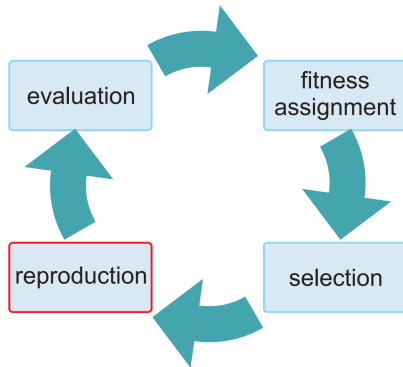 evaluation
fitness
assignment
reproduction
selection